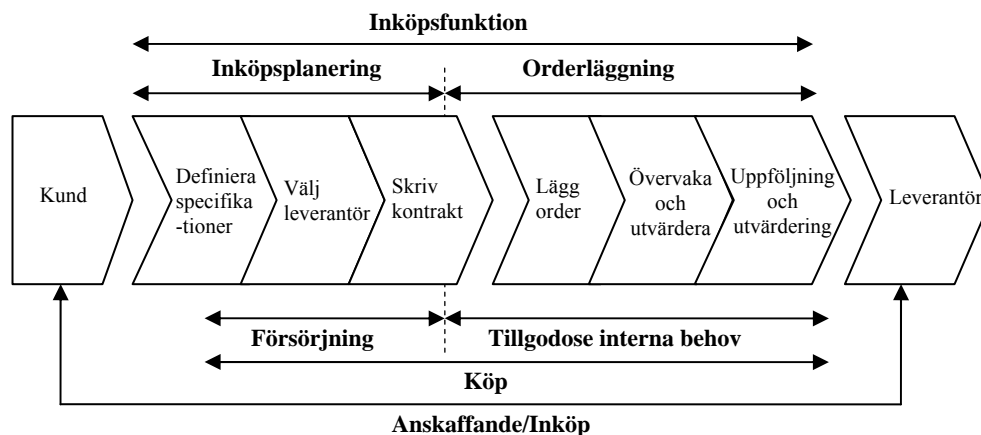 Inköpsfunktion
Inköpsplanering
Orderläggning
Kund
Definiera
specifika
-tioner
Välj
leverantör
Skriv
kontrakt
Lägg
order
Övervaka
och
utvärdera
Uppföljning
och
utvärdering
Leverantör
Försörjning
Tillgodose interna behov
Köp
Anskaffande/Inköp